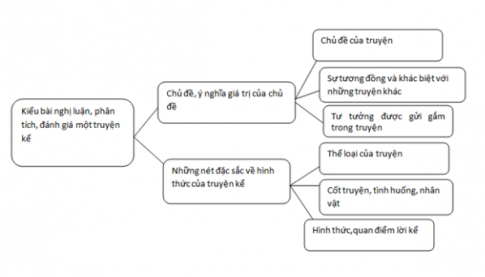 Kiểu bài nghị luận, phân
tích, đánh giá một truyện
kể
Chủ đề, ý nghĩa giá trị của chủ
đề
Chủ đề của truyện
Sự tương đồng và khác biệt với
những truyện khác
Tư tưởng được gửi gắm
trong truyện
Những nét đặc sắc về hình
thức của truyện kể
Thể loại của truyện
Cốt truyện, tình huống, nhân
vật
Hình thức,quan điểm lời kể